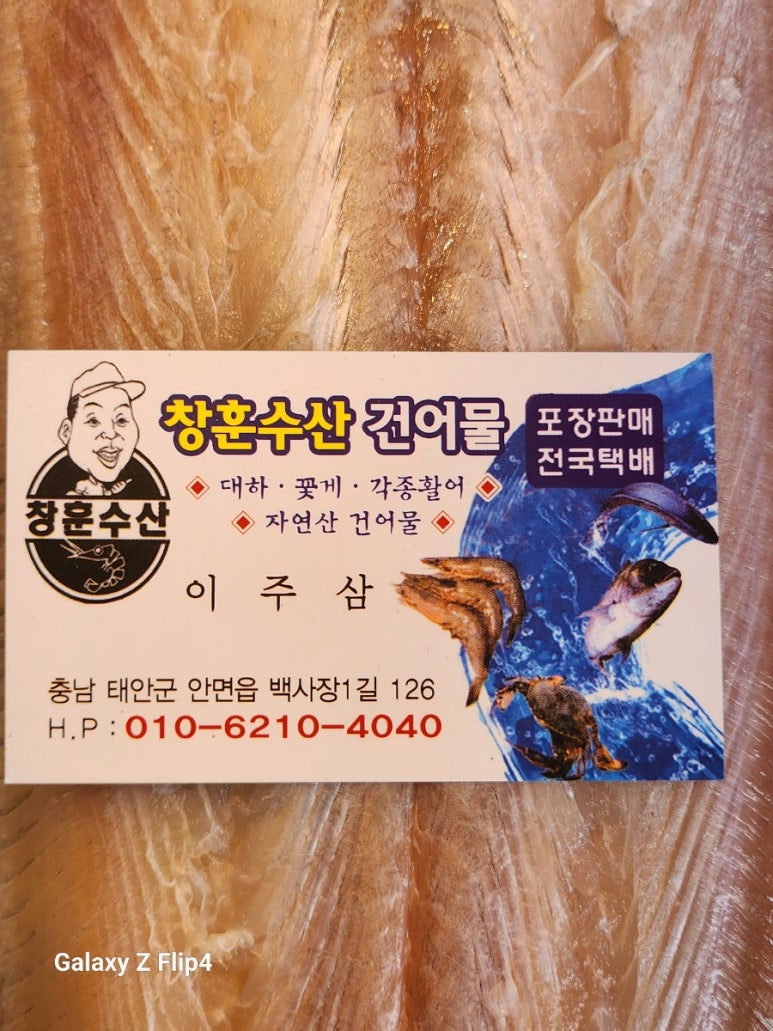 창훈수산 건어물
포장판매
전국택배
대하 · 꽃게 · 각종활어
자연산 건어물
창훈수산
이 주 삼
충남 태안군 안면읍 백사장1길 126
H.P : 010-6210-4040
Galaxy Z Flip4